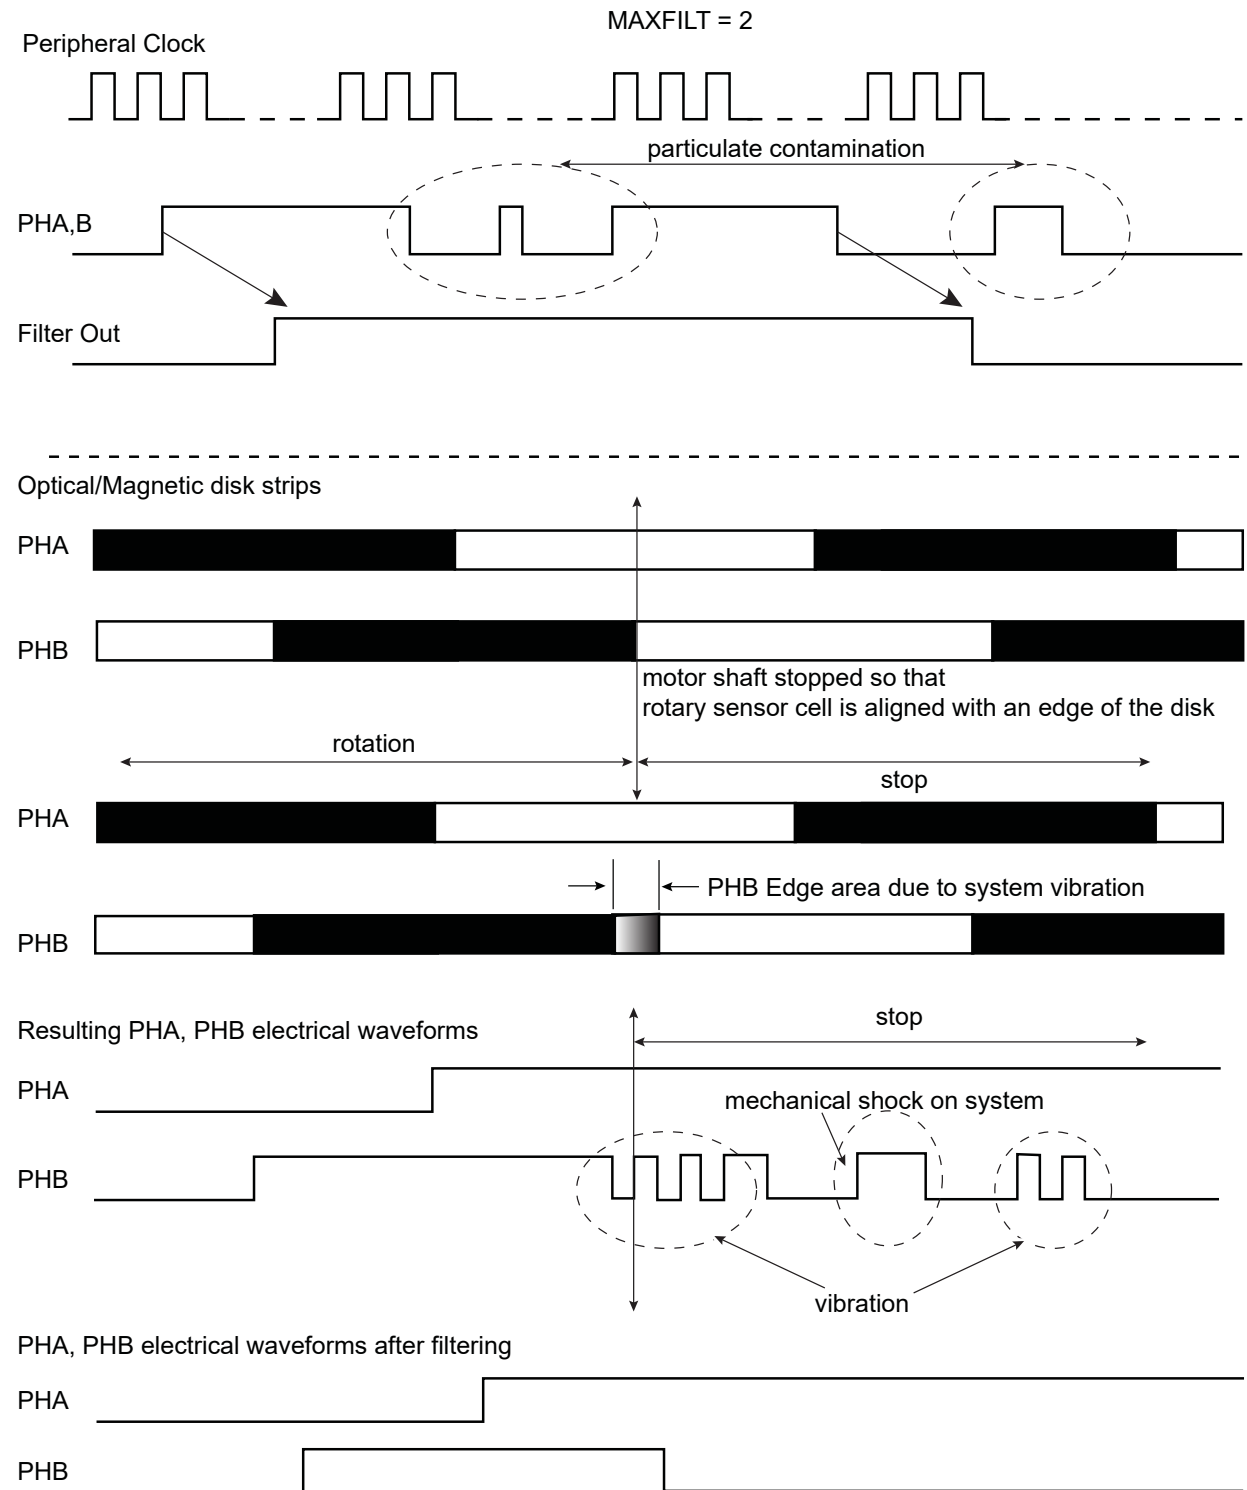 MAXFILT = 2
Peripheral Clock
particulate contamination
PHA,B
Filter Out
Optical/Magnetic disk strips
PHA
PHB
motor shaft stopped so that
rotary sensor cell is aligned with an edge of the disk
rotation
stop
PHA
PHB Edge area due to system vibration
PHB
stop
Resulting PHA, PHB electrical waveforms
PHA
mechanical shock on system
PHB
vibration
PHA, PHB electrical waveforms after filtering
PHA
PHB